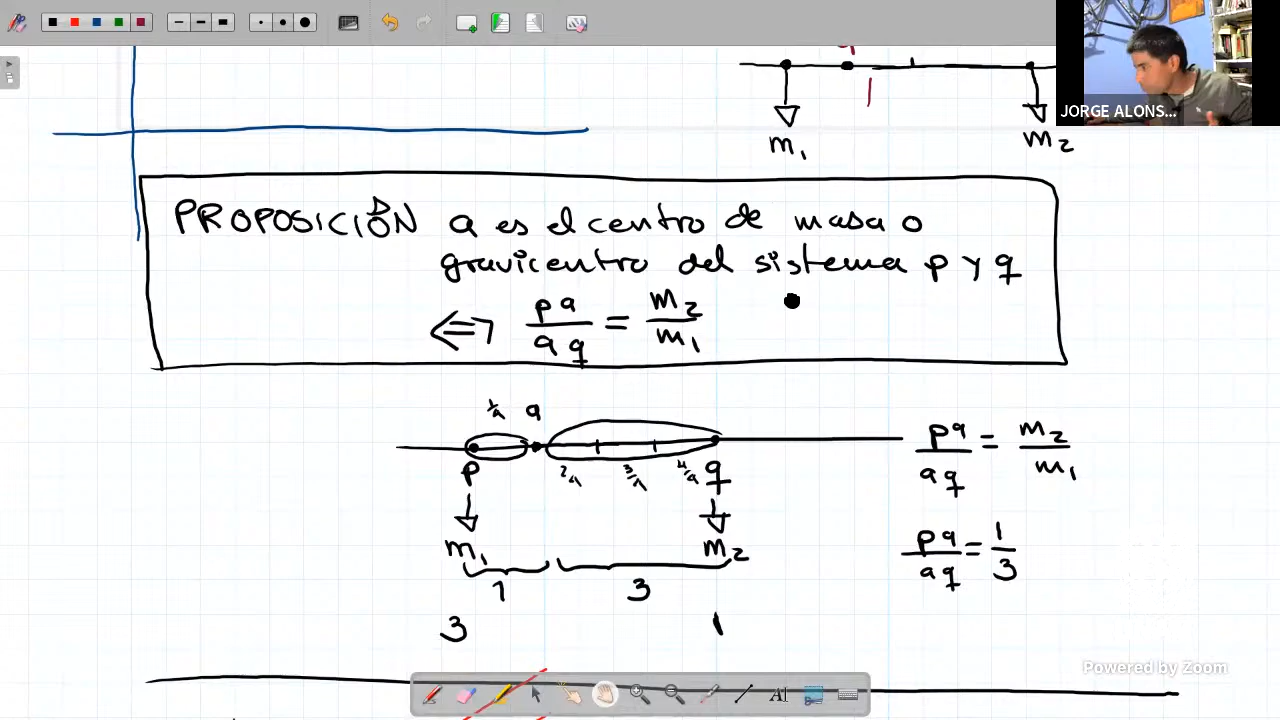 m₁
m₂
JORGE ALONS...
PROPOSICIÓN a es el centro de masa o
gravicentro del sistema p y q
⟺ pa/aq = m₂/m₁
a
p q
m₁ m₂
1 3
3 1
pa/aq = m₂/m₁
pa/aq = 1/3
AI
Powered by Zoom